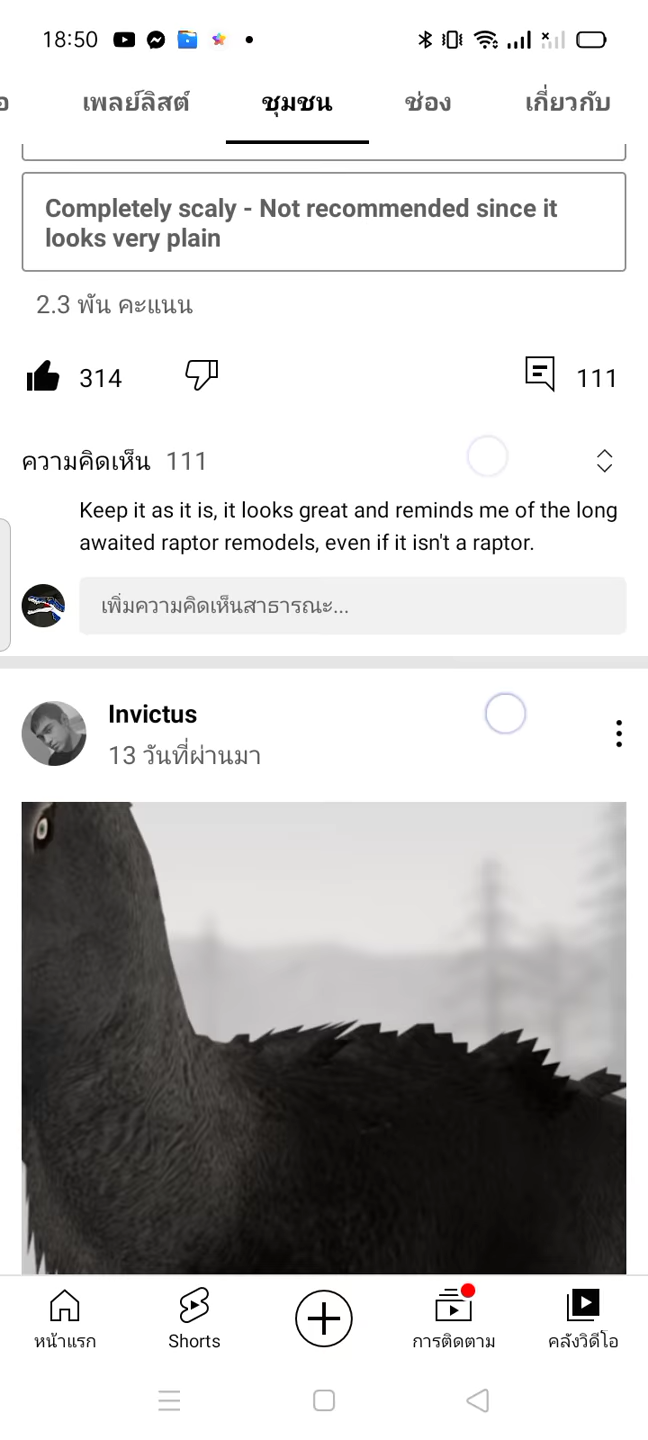 18:50
อ เพลย์ลิสต์ ชุมชน ช่อง เกี่ยวกับ
Completely scaly - Not recommended since it
looks very plain
2.3 พัน คะแนน
314 111
ความคิดเห็น 111
Keep it as it is, it looks great and reminds me of the long
awaited raptor remodels, even if it isn't a raptor.
เพิ่มความคิดเห็นสาธารณะ...
Invictus
13 วันที่ผ่านมา
หน้าแรก Shorts การติดตาม คลังวิดีโอ